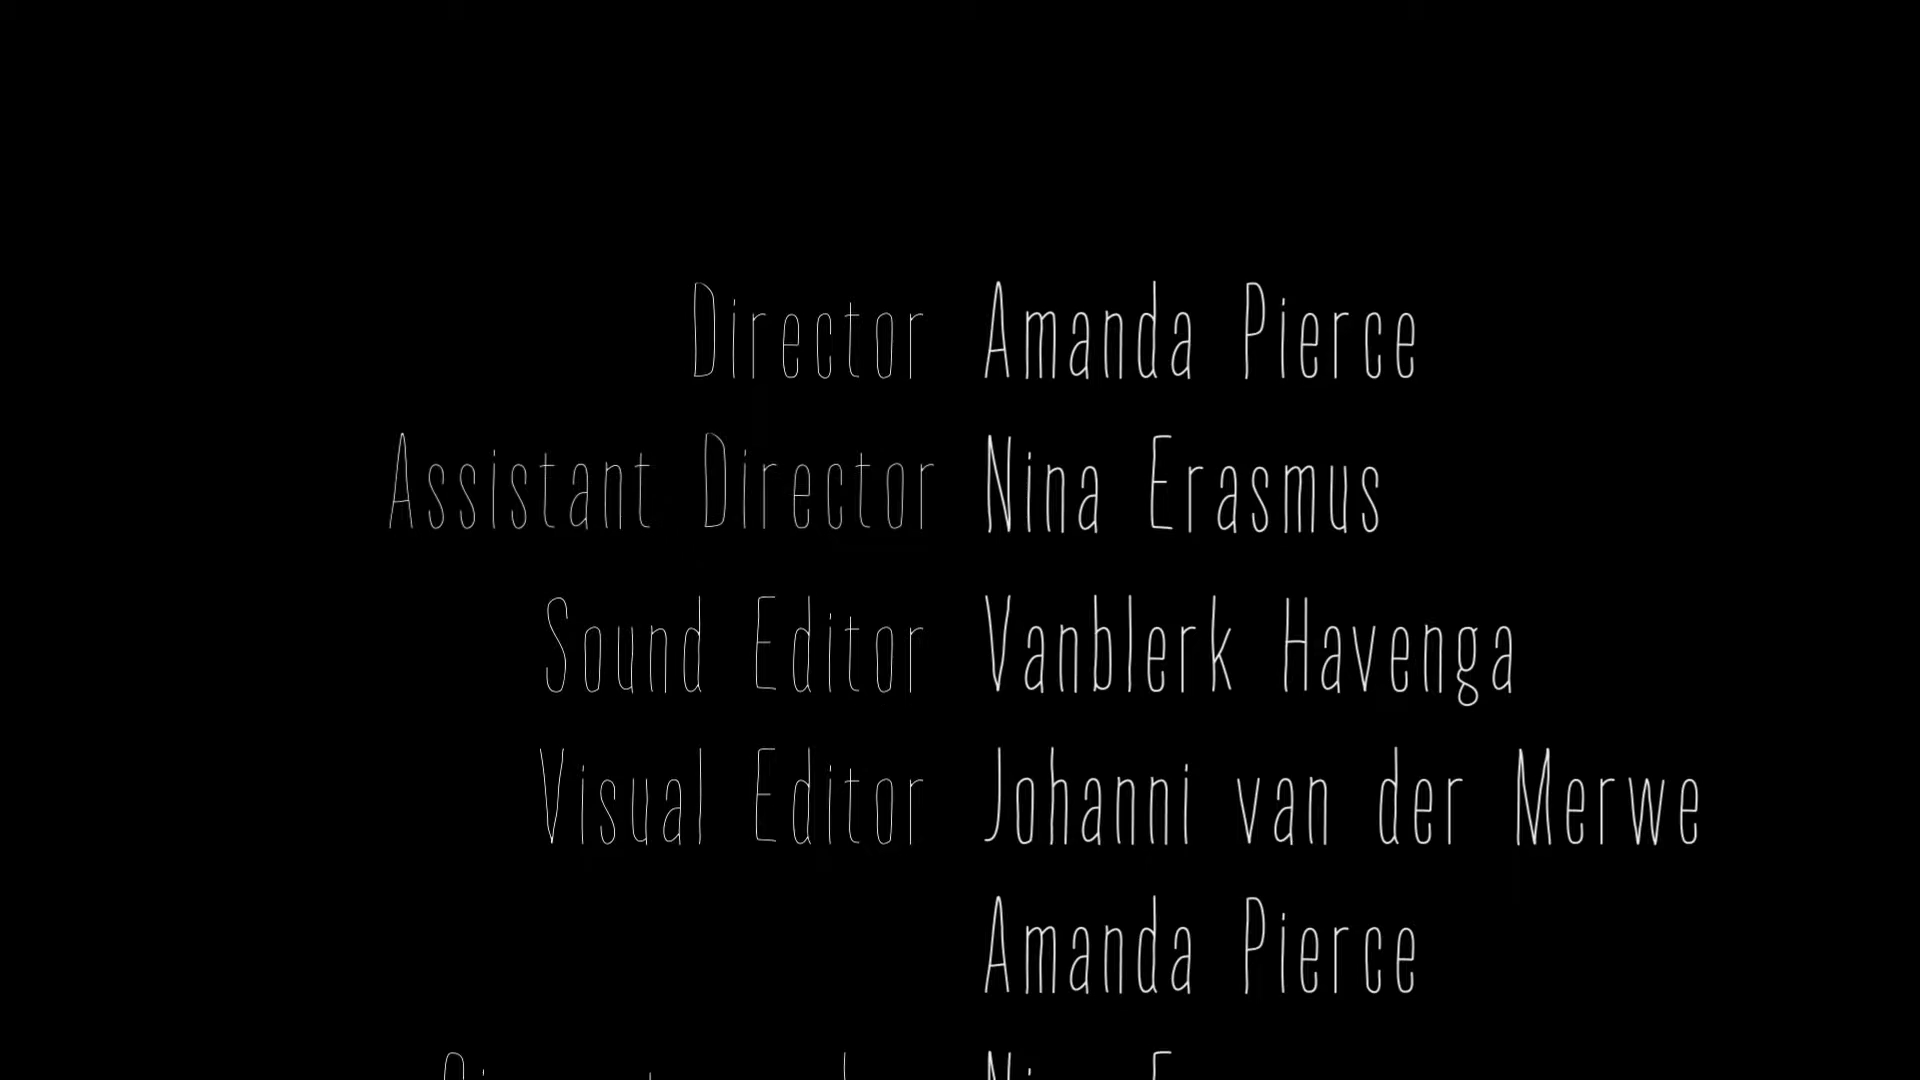 Director Amanda Pierce
Assistant Director Nina Erasmus
Sound Editor Vanblerk Havenga
Visual Editor Johanni van der Merwe
Amanda Pierce